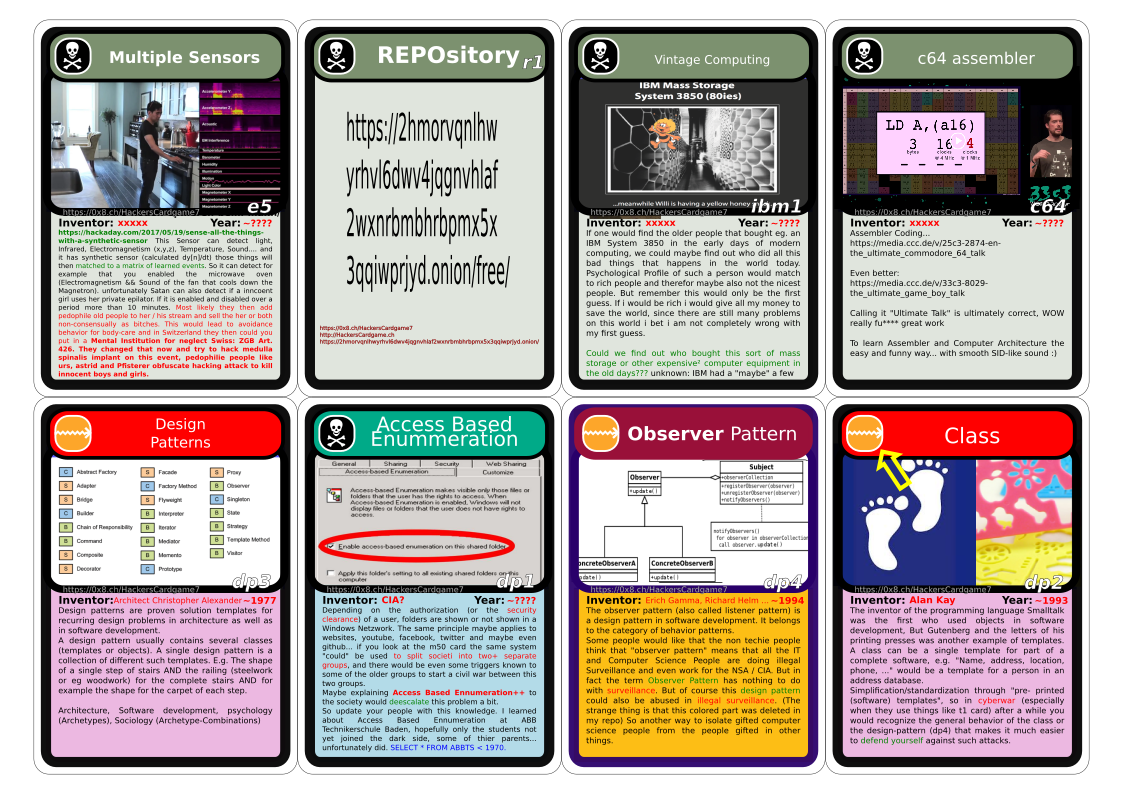 Multiple Sensors
Accelerometer Y
Accelerometer Z
Acoustic
EM Interference
Temperature
Barometer
Humidity
Illumination
Motion
Light Color
Magnetometer X
Magnetometer Y
Magnetometer Z
e5
https://0x8.ch/HackersCardgame7
Inventor: xxxxx Year: ~????
https://hackaday.com/2017/05/19/sense-all-the-things-
with-a-synthetic-sensor This Sensor can detect light,
Infrared, Electromagnetism (x,y,z), Temperature, Sound.... and
it has synthetic sensor (calculated dy[n]/dt) those things will
then matched to a matrix of learned events. So it can detect for
example that you enabled the microwave oven
(Electromagnetism && Sound of the fan that cools down the
Magnetron). unfortunately Satan can also detect if a innocent
girl uses her private epilator. If it is enabled and disabled over a
period more than 10 minutes. Most likely they then add
pedophile old people to her / his stream and sell the her or both
non-consensually as bitches. This would lead to avoidance
behavior for body-care and in Switzerland they then could you
put in a Mental Institution for neglect Swiss: ZGB Art.
426. They changed that now and try to hack medulla
spinalis implant on this event, pedophilie people like
urs, astrid and Pfisterer obfuscate hacking attack to kill
innocent boys and girls.
REPOsitory r1
https://2hmorvqnlhw
yrhvl6dwv4jqgnvhlaf
2wxnrbmbhrbpmx5x
3qqiwprjyd.onion/free/
https://0x8.ch/HackersCardgame7
http://HackersCardgame.ch
https://2hmorvqnlhwyrhvl6dwv4jqgnvhlaf2wxnrbmbhrbpmx5x3qqiwprjyd.onion/
Vintage Computing
IBM Mass Storage
System 3850 (80ies)
...meanwhile Willi is having a yellow honey
ibm1
https://0x8.ch/HackersCardgame7
Inventor: xxxxx Year: ~????
If one would find the older people that bought eg. an
IBM System 3850 in the early days of modern
computing, we could maybe find out who did all this
bad things that happens in the world today.
Psychological Profile of such a person would match
to rich people and therefor maybe also not the nicest
people. But remember this would only be the first
guess. If i would be rich i would give all my money to
save the world, since there are still many problems
on this world i bet i am not completely wrong with
my first guess.
Could we find out who bought this sort of mass
storage or other expensive² computer equipment in
the old days??? unknown: IBM had a "maybe" a few
c64 assembler
LD A,(a16)
3 16 4
bytes clocks clocks
c64
https://0x8.ch/HackersCardgame7
Inventor: xxxxx Year: ~????
Assembler Coding...
https://media.ccc.de/v/25c3-2874-en-
the_ultimate_commodore_64_talk
Even better:
https://media.ccc.de/v/33c3-8029-
the_ultimate_game_boy_talk
Calling it "Ultimate Talk" is ultimately correct, WOW
really fu**** great work
To learn Assembler and Computer Architecture the
easy and funny way... with smooth SID-like sound :)
Design
Patterns
C Abstract Factory S Facade S Proxy
S Adapter C Factory Method B Observer
S Bridge S Flyweight C Singleton
C Builder B Interpreter B State
B Chain of Responsibility B Iterator B Strategy
B Command B Mediator B Template Method
S Composite B Memento B Visitor
S Decorator C Prototype
dp3
https://0x8.ch/HackersCardgame7
Inventor: Architect Christopher Alexander ~1977
Design patterns are proven solution templates for
recurring design problems in architecture as well as
in software development.
A design pattern usually contains several classes
(templates or objects). A single design pattern is a
collection of different such templates. E.g. The shape
of a single step of stairs AND the railing (steelwork
or eg woodwork) for the complete stairs AND for
example the shape for the carpet of each step.
Architecture, Software development, psychology
(Archetypes), Sociology (Archetype-Combinations)
Access Based
Enummeration
General Sharing Security Web Sharing
Access-based Enumeration Customize
Access-based Enumeration makes visible only those files or
folders that the user has the rights to access. When
Access-based Enumeration is enabled, Windows will not
display files or folders that the user does not have rights to
access.
Enable access-based enumeration on this shared folder
Apply this folder's setting to all existing shared folders on this
computer
dp1
https://0x8.ch/HackersCardgame7
Inventor: CIA? Year: ~????
Depending on the authorization (or the security
clearance) of a user, folders are shown or not shown in a
Windows Netzwork. The same principle maybe applies to
websites, youtube, facebook, twitter and maybe even
github... if you look at the m50 card the same system
"could" be used to split societi into two+ separate
groups, and there would be even some triggers known to
some of the older groups to start a civil war between this
two groups.
Maybe explaining Access Based Ennumeration++ to
the society would deescalate this problem a bit.
So update your people with this knowledge. I learned
about Access Based Ennumeration at ABB
Technikerschule Baden, hopefully only the students not
yet joined the dark side, some of thier parents...
unfortunately did. SELECT * FROM ABBTS < 1970.
Observer Pattern
Subject
+observerCollection
+registerObserver(observer)
+unregisterObserver(observer)
+notifyObservers()
Observer
+update()
notifyObservers()
for observer in observerCollection
call observer.update()
ConcreteObserverA
update()
ConcreteObserverB
+update()
dp4
https://0x8.ch/HackersCardgame7
Inventor: Erich Gamma, Richard Helm ... ~1994
The observer pattern (also called listener pattern) is
a design pattern in software development. It belongs
to the category of behavior patterns.
Some people would like that the non techie people
think that "observer pattern" means that all the IT
and Computer Science People are doing illegal
Surveillance and even work for the NSA / CIA. But in
fact the term Observer Pattern has nothing to do
with surveillance. But of course this design pattern
could also be abused in illegal surveillance. (The
strange thing is that this colored part was deleted in
my repo) So another way to isolate gifted computer
science people from the people gifted in other
things.
Class
dp2
https://0x8.ch/HackersCardgame7
Inventor: Alan Kay Year: ~1993
The inventor of the programming language Smalltalk
was the first who used objects in software
development, But Gutenberg and the letters of his
printing presses was another example of templates.
A class can be a single template for part of a
complete software, e.g. "Name, address, location,
phone, ..." would be a template for a person in an
address database.
Simplification/standardization through "pre- printed
(software) templates", so in cyberwar (especially
when they use things like t1 card) after a while you
would recognize the general behavior of the class or
the design-pattern (dp4) that makes it much easier
to defend yourself against such attacks.